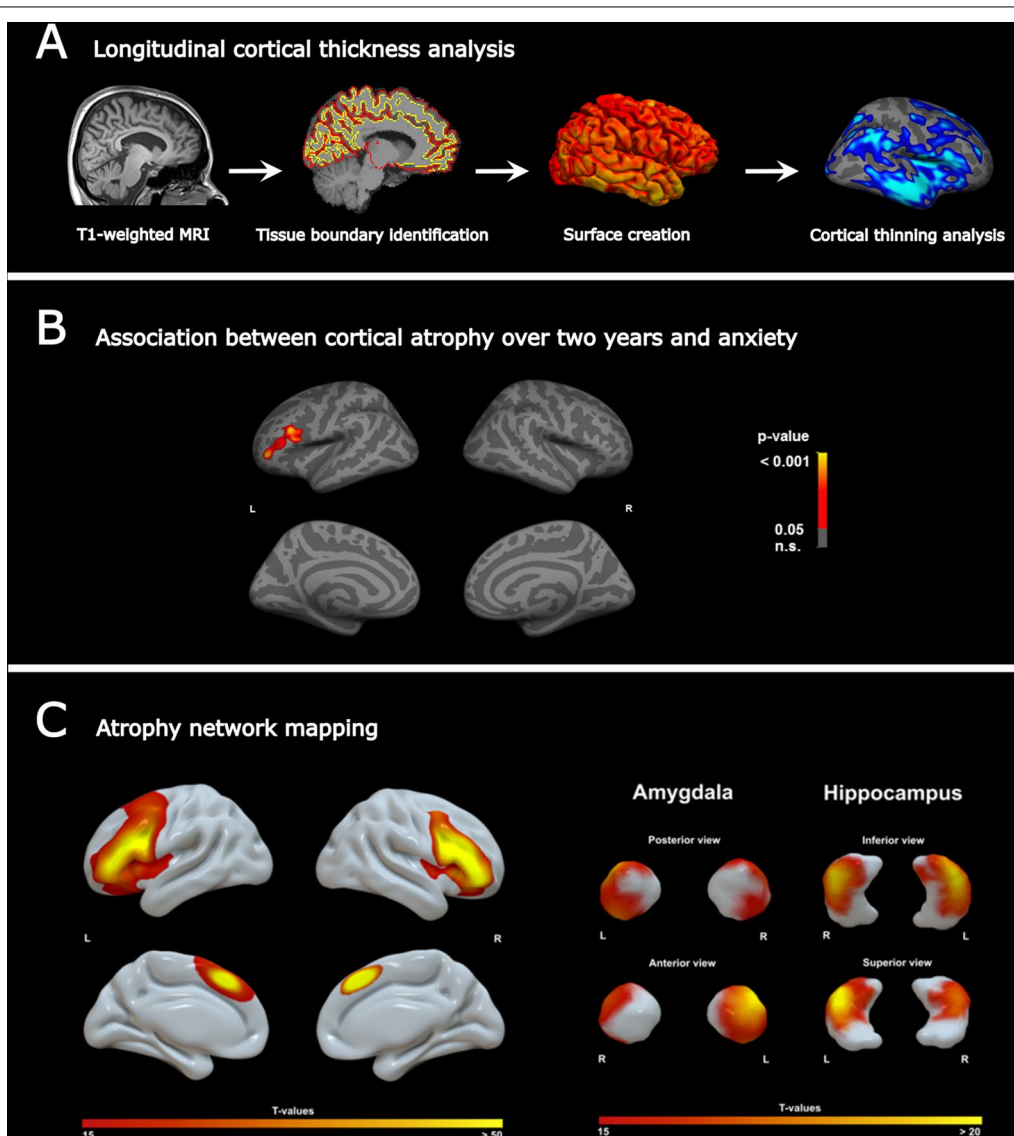 A Longitudinal cortical thickness analysis
T1-weighted MRI
Tissue boundary identification
Surface creation
Cortical thinning analysis
B Association between cortical atrophy over two years and anxiety
p-value
< 0.001
0.05
n.s.
L
R
C Atrophy network mapping
L
R
T-values
15
> 50
Amygdala
Posterior view
L
R
Anterior view
R
L
Hippocampus
Inferior view
R
L
Superior view
L
R
T-values
15
> 20